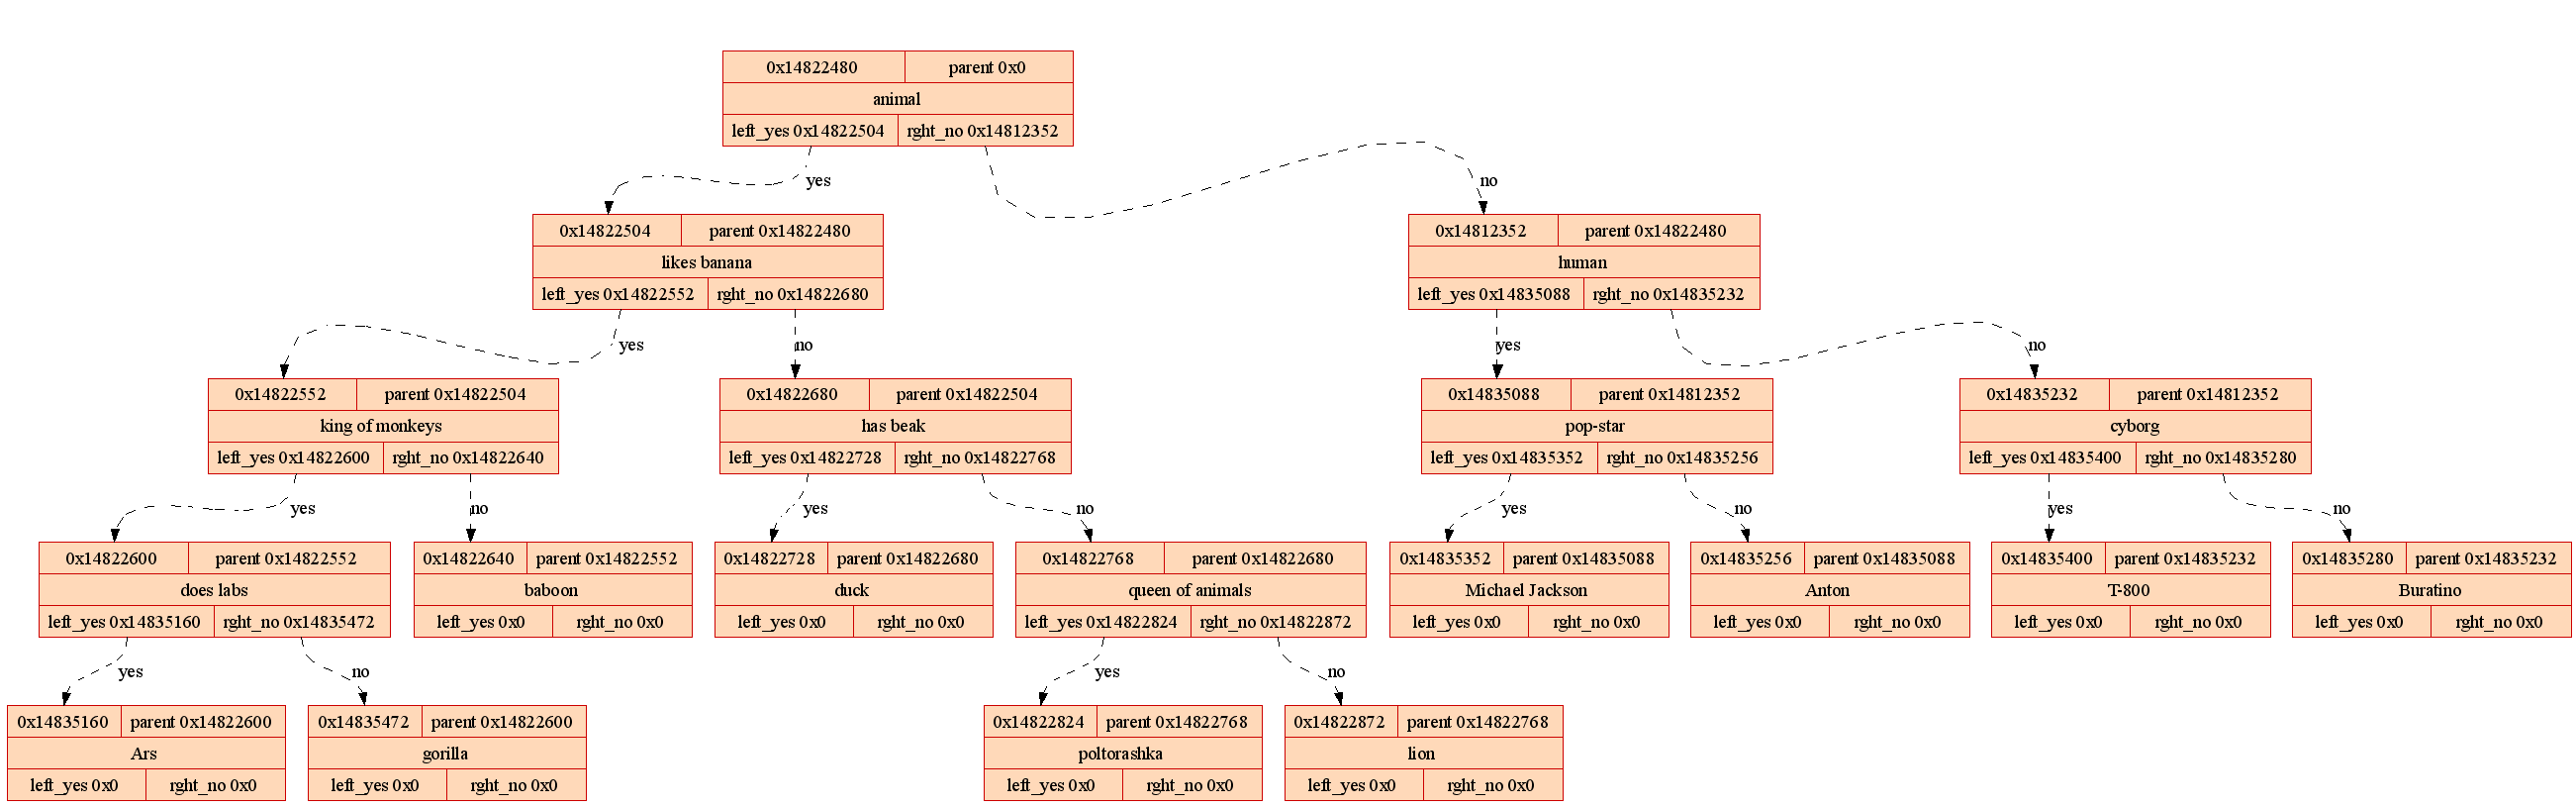 0x14822480 parent 0x0
animal
left_yes 0x14822504 rght_no 0x14812352
yes no
0x14822504 parent 0x14822480
likes banana
left_yes 0x14822552 rght_no 0x14822680
0x14812352 parent 0x14822480
human
left_yes 0x14835088 rght_no 0x14835232
yes no yes no
0x14822552 parent 0x14822504
king of monkeys
left_yes 0x14822600 rght_no 0x14822640
0x14822680 parent 0x14822504
has beak
left_yes 0x14822728 rght_no 0x14822768
0x14835088 parent 0x14812352
pop-star
left_yes 0x14835352 rght_no 0x14835256
0x14835232 parent 0x14812352
cyborg
left_yes 0x14835400 rght_no 0x14835280
yes no yes no yes no yes no
0x14822600 parent 0x14822552
does labs
left_yes 0x14835160 rght_no 0x14835472
0x14822640 parent 0x14822552
baboon
left_yes 0x0 rght_no 0x0
0x14822728 parent 0x14822680
duck
left_yes 0x0 rght_no 0x0
0x14822768 parent 0x14822680
queen of animals
left_yes 0x14822824 rght_no 0x14822872
0x14835352 parent 0x14835088
Michael Jackson
left_yes 0x0 rght_no 0x0
0x14835256 parent 0x14835088
Anton
left_yes 0x0 rght_no 0x0
0x14835400 parent 0x14835232
T-800
left_yes 0x0 rght_no 0x0
0x14835280 parent 0x14835232
Buratino
left_yes 0x0 rght_no 0x0
yes no yes no
0x14835160 parent 0x14822600
Ars
left_yes 0x0 rght_no 0x0
0x14835472 parent 0x14822600
gorilla
left_yes 0x0 rght_no 0x0
0x14822824 parent 0x14822768
poltorashka
left_yes 0x0 rght_no 0x0
0x14822872 parent 0x14822768
lion
left_yes 0x0 rght_no 0x0